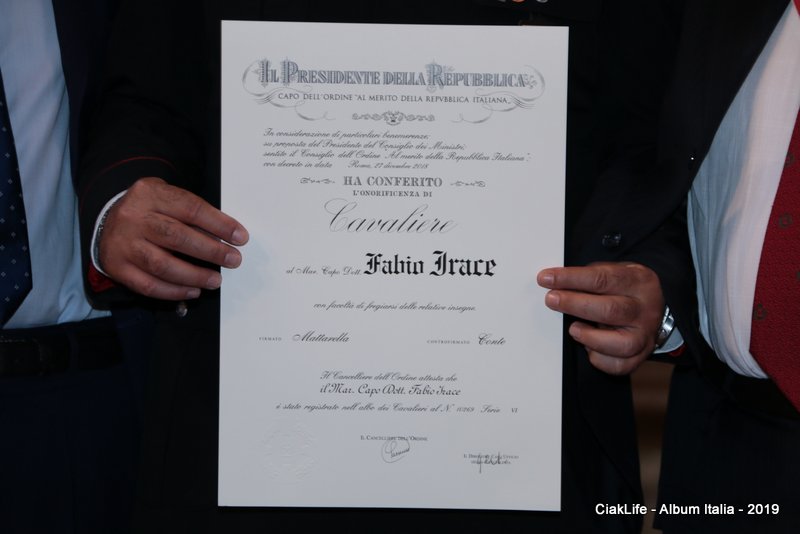 IL PRESIDENTE DELLA REPUBBLICA
CAPO DELL'ORDINE "AL MERITO DELLA REPVBBLICA ITALIANA"
In considerazione di particolari benemerenze;
su proposta del Presidente del Consiglio dei Ministri;
sentito il Consiglio dell'Ordine "Al merito della Repubblica Italiana";
con decreto in data Roma, 27 dicembre 2018
HA CONFERITO
L'ONORIFICENZA DI
Cavaliere
al Mar. Capo Dott. Fabio Irace
con facoltà di fregiarsi delle relative insegne.
FIRMATO Mattarella CONTROFIRMATO Conte
Il Cancelliere dell'Ordine attesta che
il Mar. Capo Dott. Fabio Irace
è stato registrato nell'albo dei Cavalieri al N. 10269 Serie VI
IL CANCELLIERE DELL'ORDINE
CiakLife - Album Italia - 2019